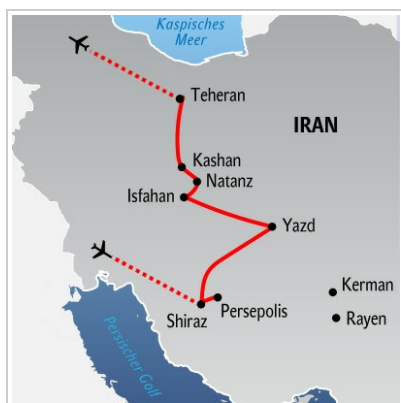 Kaspisches
Meer
Teheran
IRAN
Kashan
Natanz
Isfahan
Yazd
Kerman
Persepolis
Shiraz
Rayen
Persischer Golf